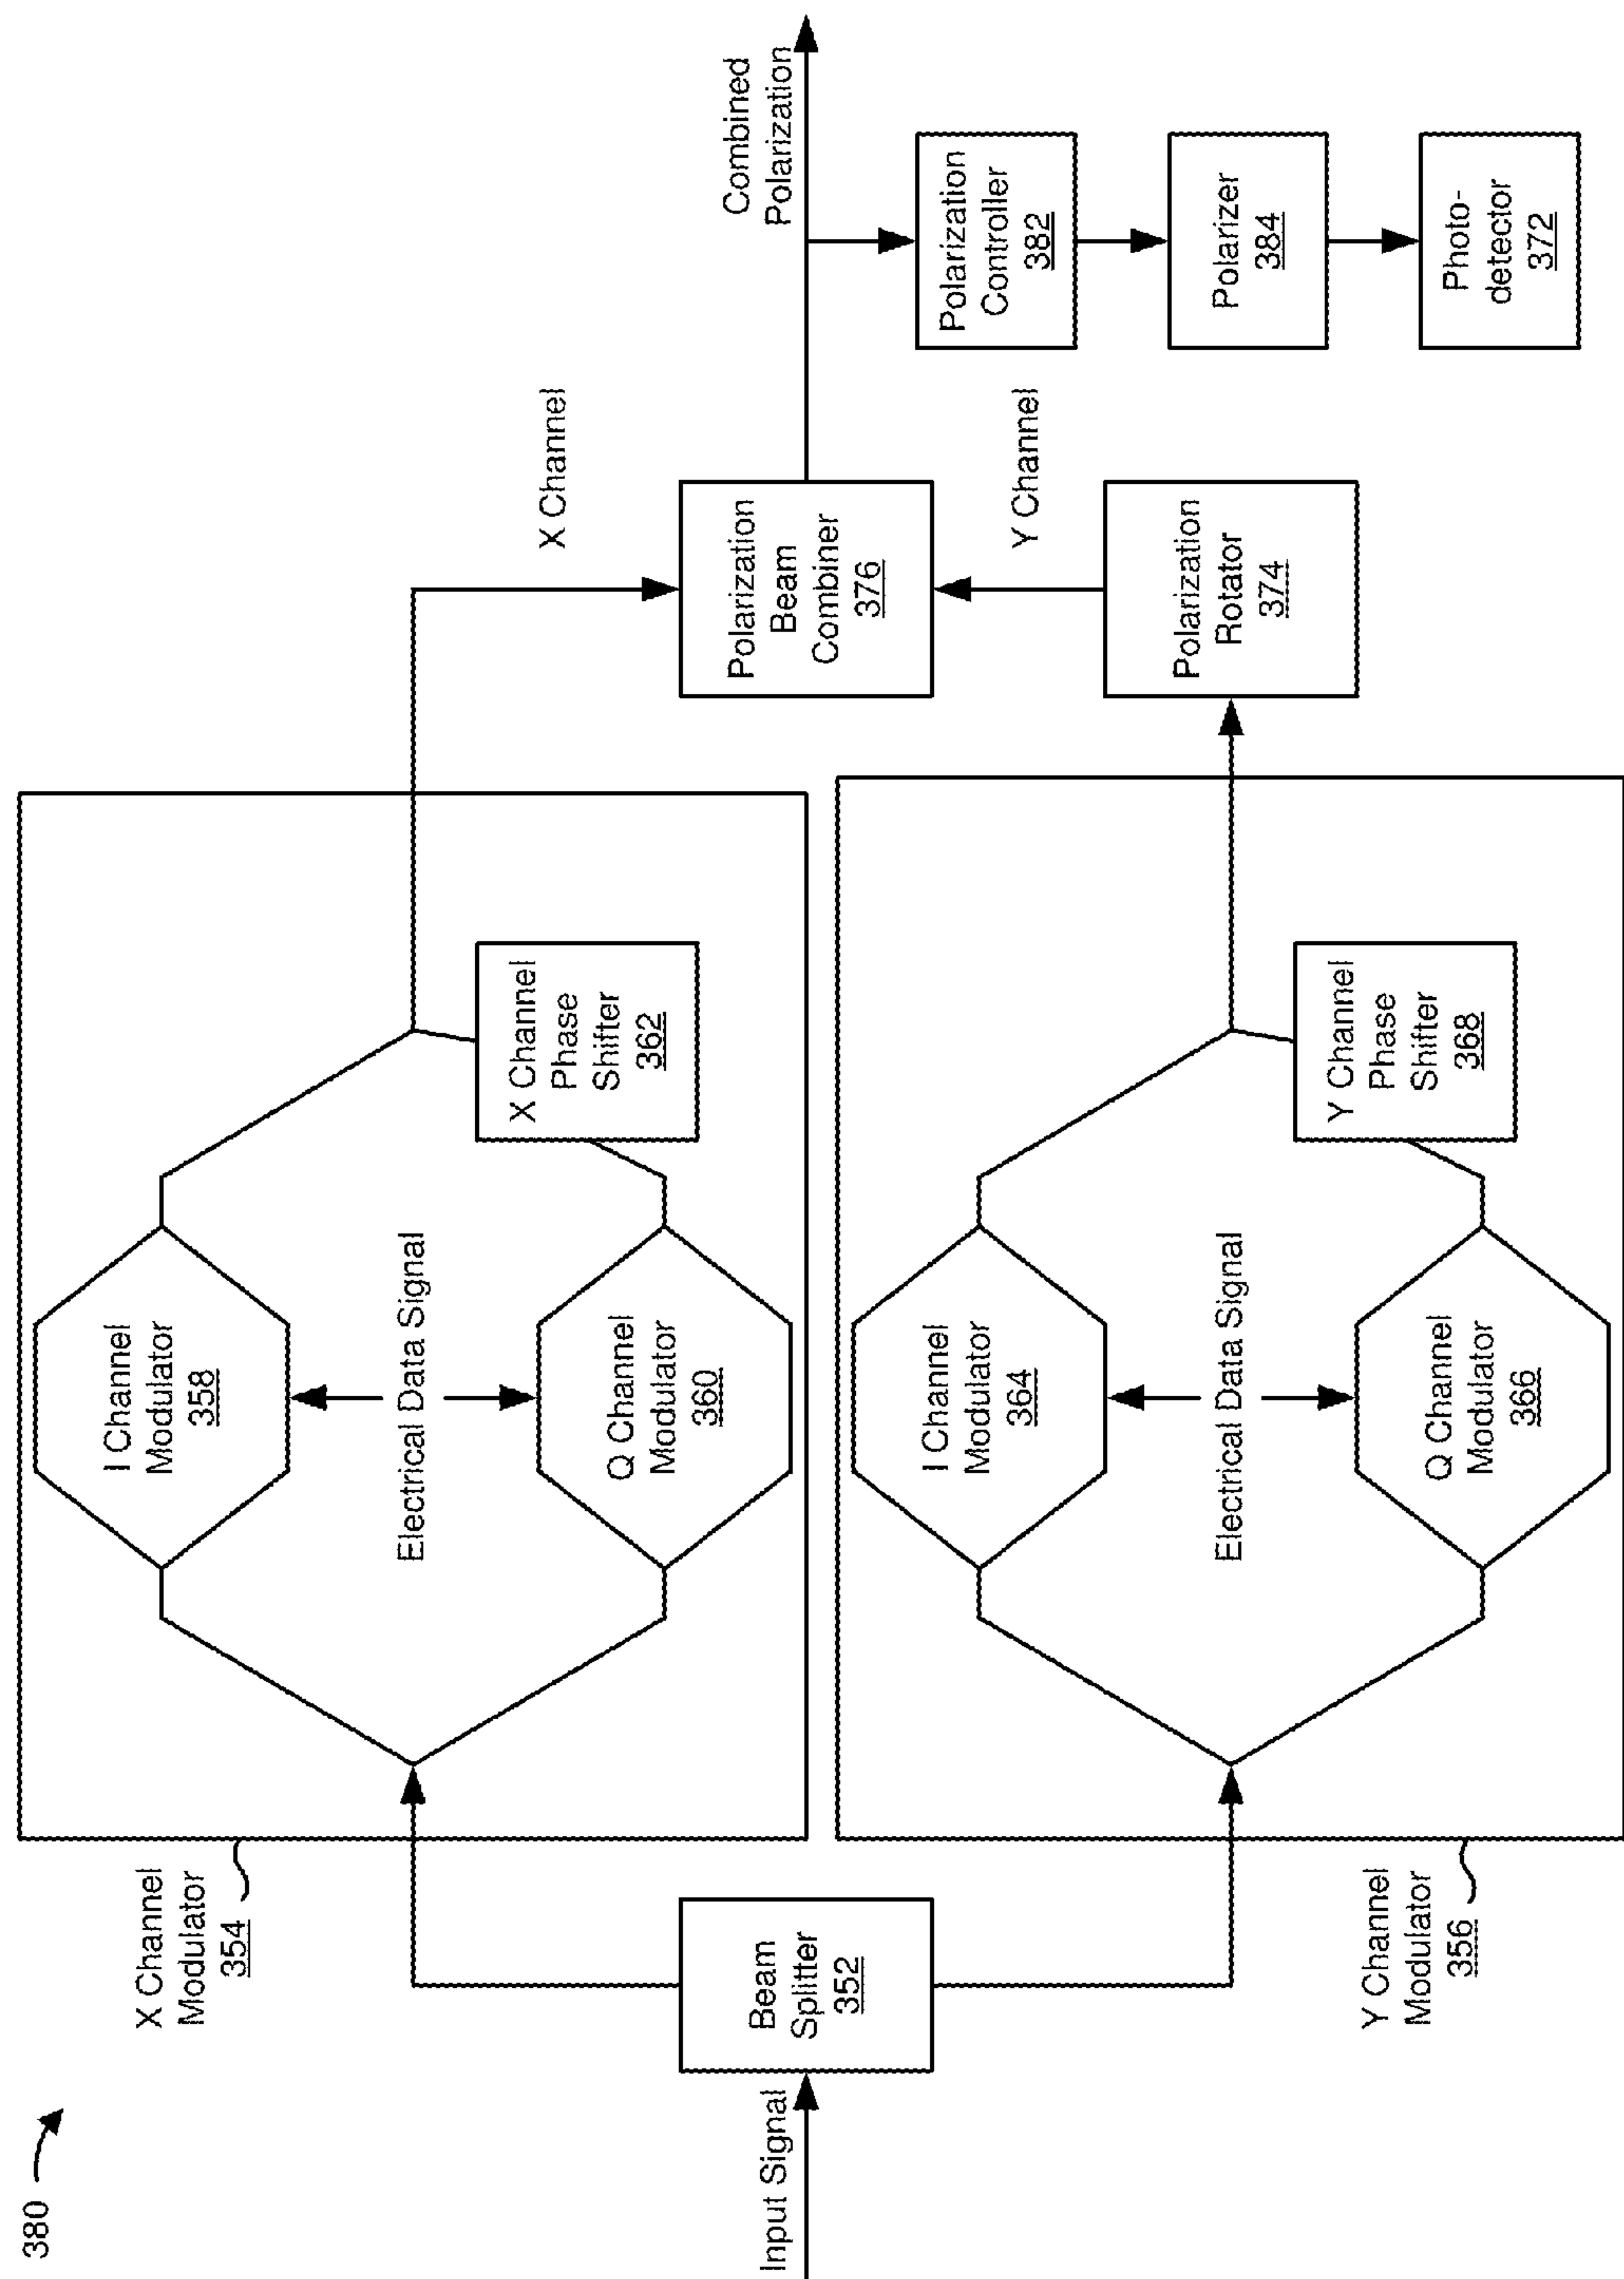 380
Input Signal
Beam
Splitter
352
X Channel
Modulator
354
Y Channel
Modulator
356
I Channel
Modulator
358
Electrical Data Signal
Q Channel
Modulator
360
X Channel
Phase
Shifter
362
I Channel
Modulator
364
Electrical Data Signal
Q Channel
Modulator
366
Y Channel
Phase
Shifter
368
X Channel
Polarization
Beam
Combiner
376
Y Channel
Polarization
Rotator
374
Combined
Polarization
Polarization
Controller
382
Polarizer
384
Photo-
detector
372